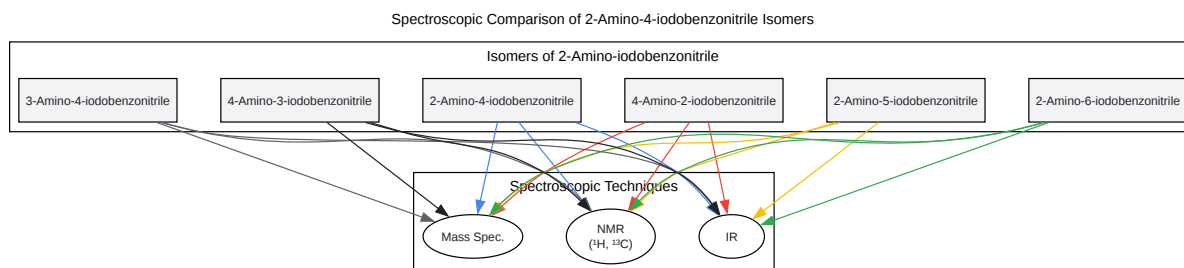 Spectroscopic Comparison of 2-Amino-4-iodobenzonitrile Isomers
Isomers of 2-Amino-iodobenzonitrile
3-Amino-4-iodobenzonitrile
4-Amino-3-iodobenzonitrile
2-Amino-4-iodobenzonitrile
4-Amino-2-iodobenzonitrile
2-Amino-5-iodobenzonitrile
2-Amino-6-iodobenzonitrile
Spectroscopic Techniques
Mass Spec.
NMR
(¹H, ¹³C)
IR